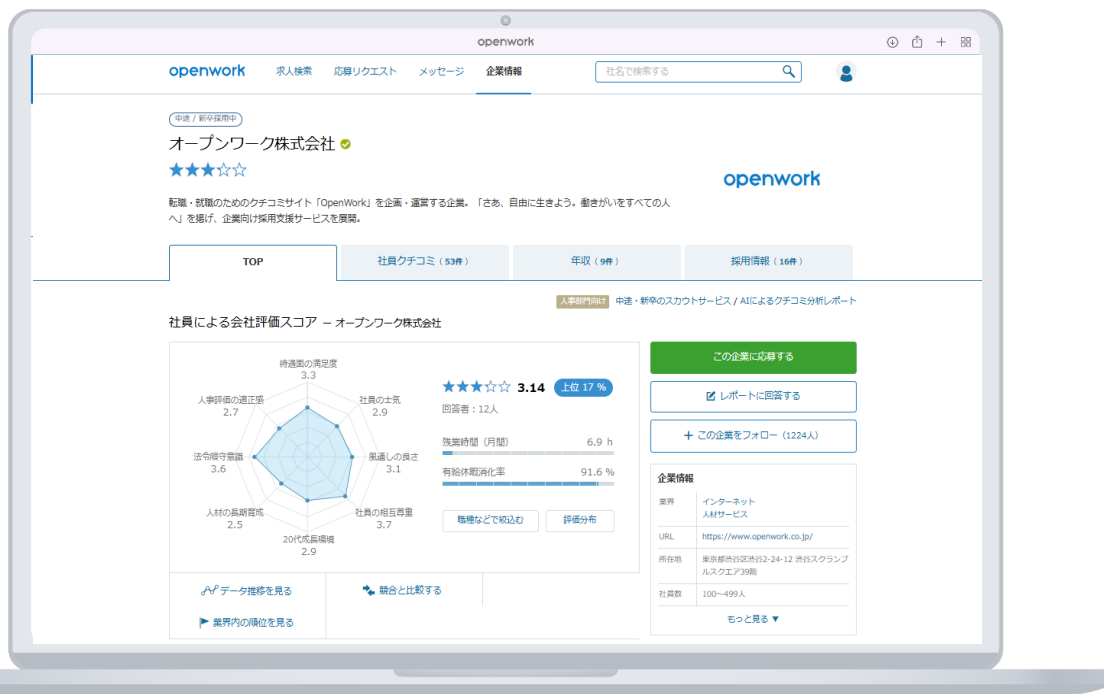 openwork
openwork 求人検索 応募リクエスト メッセージ 企業情報 社名で検索する
中途 / 新卒採用中
オープンワーク株式会社
openwork
転職・就職のためのクチコミサイト「OpenWork」を企画・運営する企業。「さあ、自由に生きよう。働きがいをすべての人
へ」を掲げ、企業向け採用支援サービスを展開。
TOP 社員クチコミ（53件） 年収（9件） 採用情報（16件）
人事部門向け 中途・新卒のスカウトサービス / AIによるクチコミ分析レポート
社員による会社評価スコア － オープンワーク株式会社
待遇面の満足度
3.3
社員の士気
2.9
風通しの良さ
3.1
社員の相互尊重
3.7
20代成長環境
2.9
人材の長期育成
2.5
法令順守意識
3.6
人事評価の適正感
2.7
3.14 上位 17 %
回答者：12人
残業時間（月間） 6.9 h
有給休暇消化率 91.6 %
職種などで絞込む 評価分布
データ推移を見る 競合と比較する
業界内の順位を見る
この企業に応募する
レポートに回答する
+ この企業をフォロー（1224人）
企業情報
業界 インターネット
人材サービス
URL https://www.openwork.co.jp/
所在地 東京都渋谷区渋谷2-24-12 渋谷スクランブ
ルスクエア39階
社員数 100～499人
もっと見る ▼